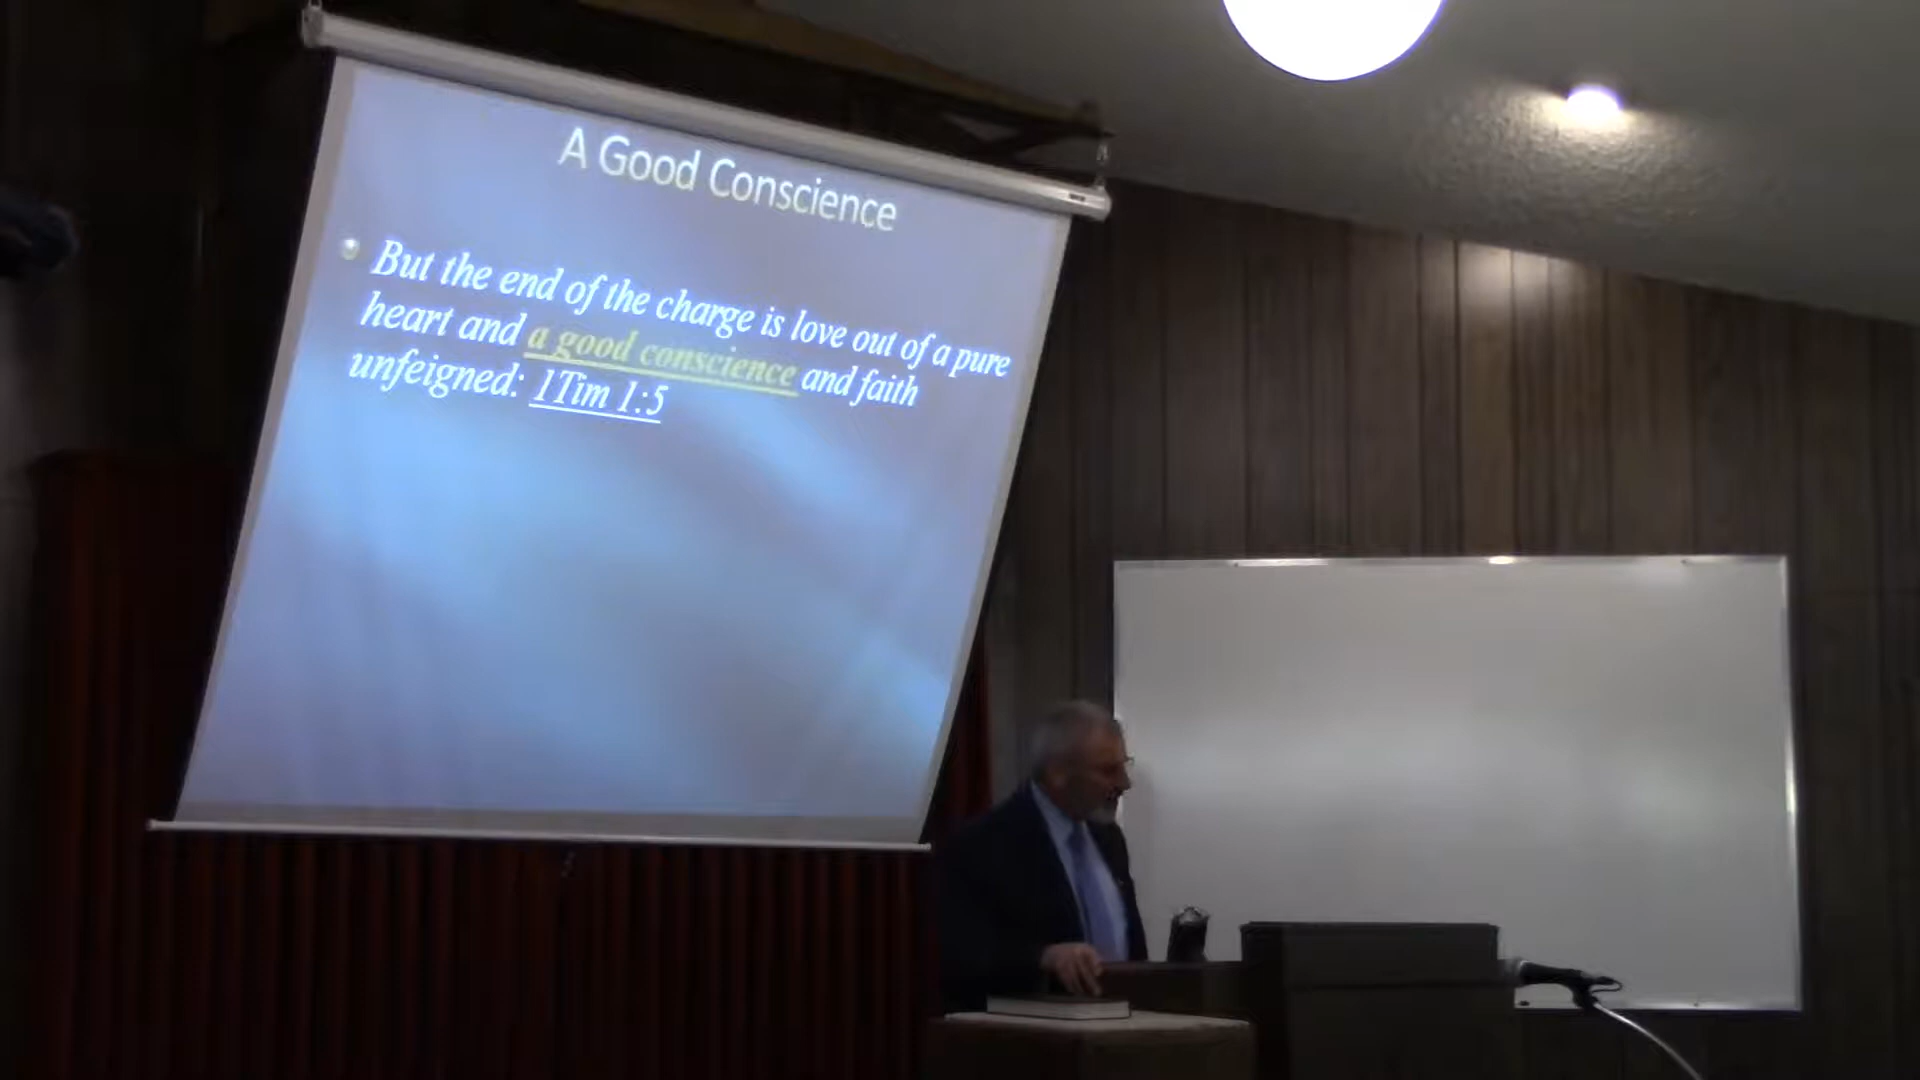 A Good Conscience
But the end of the charge is love out of a pure
heart and a good conscience and faith
unfeigned: 1Tim 1:5